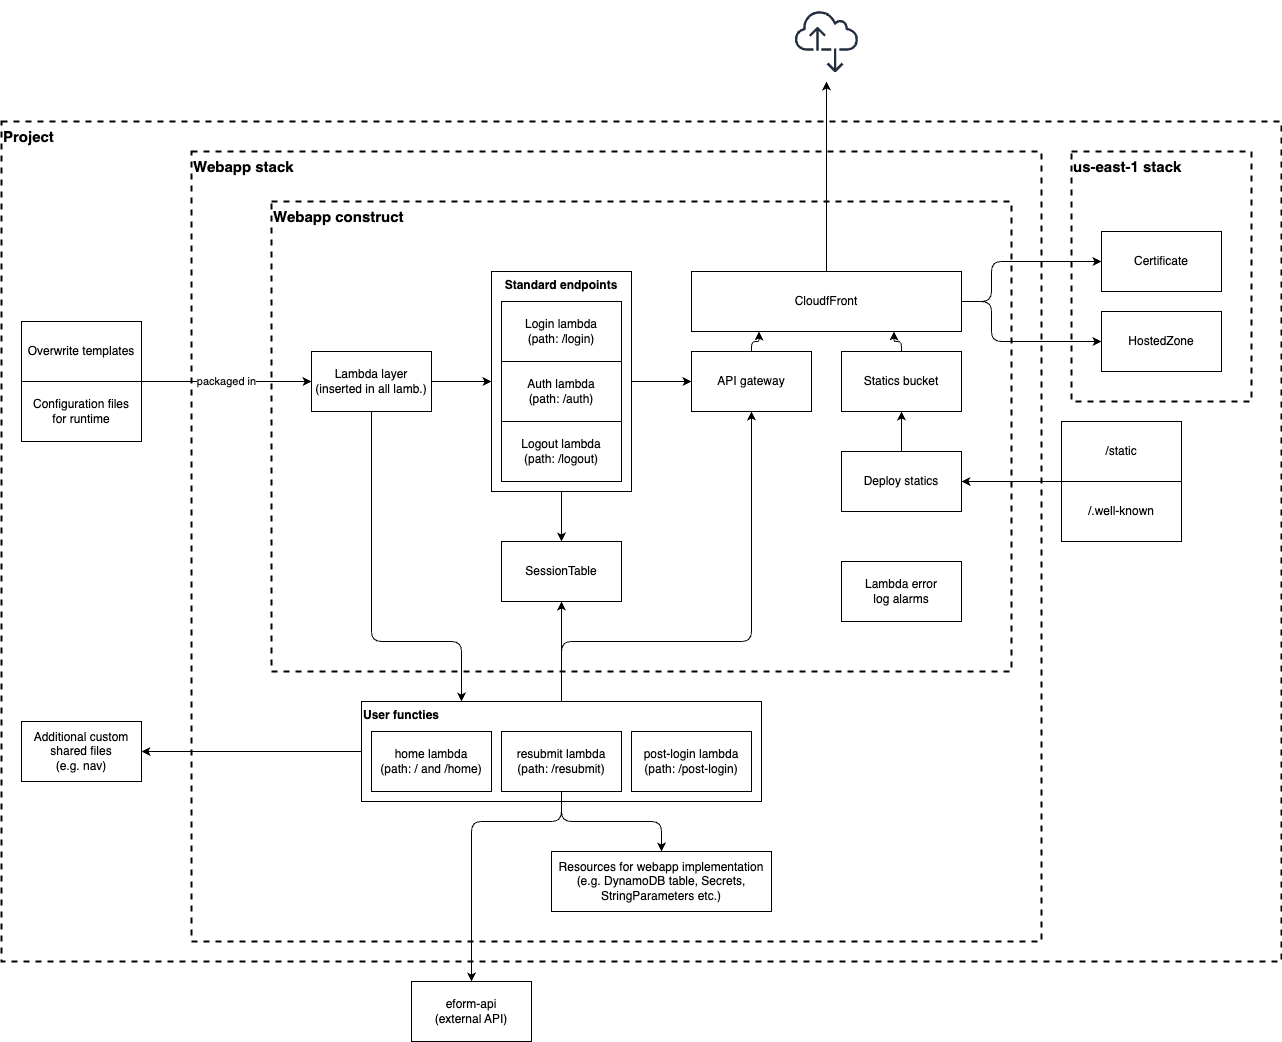 Project
Webapp stack
us-east-1 stack
Webapp construct
Certificate
Standard endpoints
CloudfFront
Login lambda
(path: /login)
HostedZone
Overwrite templates
packaged in
Lambda layer
(inserted in all lamb.)
Auth lambda
(path: /auth)
API gateway
Statics bucket
Configuration files
for runtime
Logout lambda
(path: /logout)
/static
Deploy statics
/.well-known
SessionTable
Lambda error
log alarms
User functies
Additional custom
shared files
(e.g. nav)
home lambda
(path: / and /home)
resubmit lambda
(path: /resubmit)
post-login lambda
(path: /post-login)
Resources for webapp implementation
(e.g. DynamoDB table, Secrets,
StringParameters etc.)
eform-api
(external API)